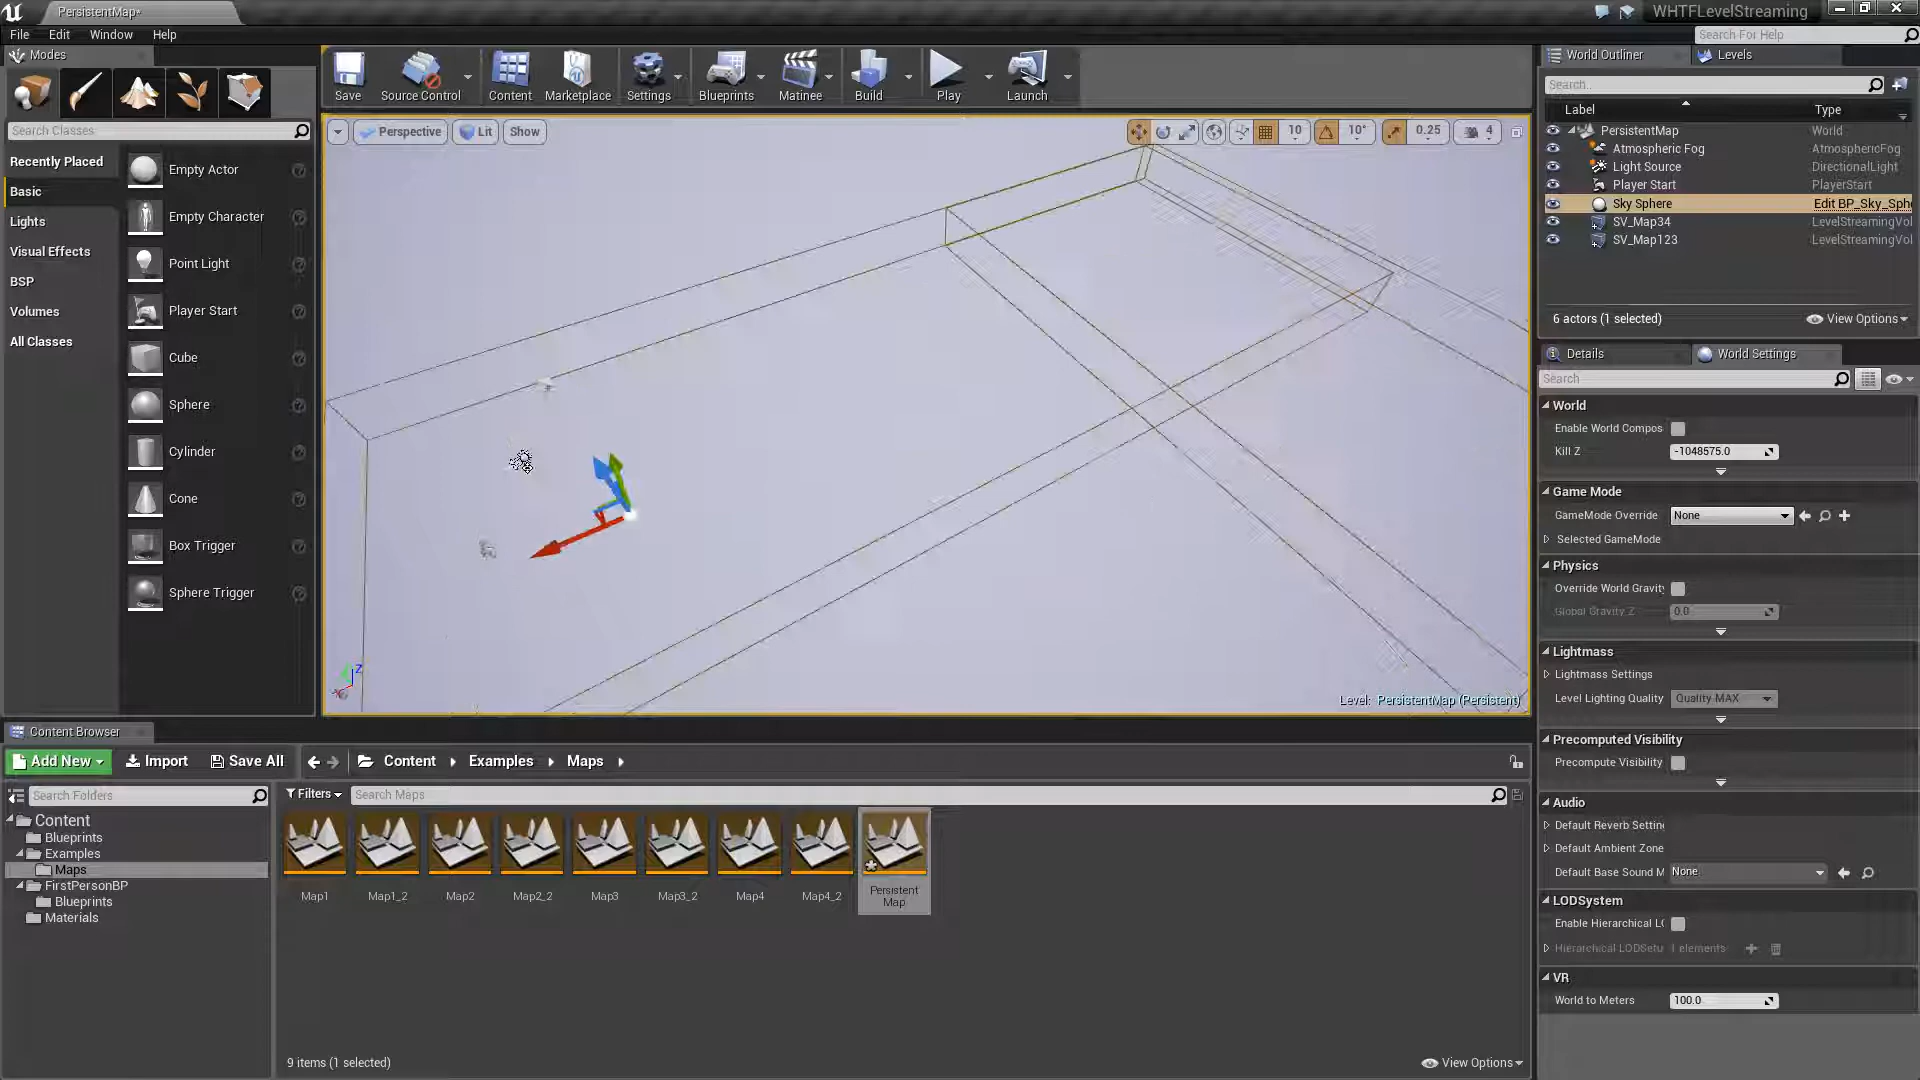 PersistentMap*
WHTFLevelStreaming
File Edit Window Help
Search For Help
Modes
Search Classes
Recently Placed
Basic
Lights
Visual Effects
BSP
Volumes
All Classes
Empty Actor
Empty Character
Point Light
Player Start
Cube
Sphere
Cylinder
Cone
Box Trigger
Sphere Trigger
Save Source Control Content Marketplace Settings Blueprints Matinee Build Play Launch
Perspective Lit Show
10 10° 0.25 4
Z
Level: PersistentMap (Persistent)
World Outliner Levels
Search..
Label Type
PersistentMap World
Atmospheric Fog AtmosphericFog
Light Source DirectionalLight
Player Start PlayerStart
Sky Sphere Edit BP_Sky_Sph
SV_Map34 LevelStreamingVol
SV_Map123 LevelStreamingVol
6 actors (1 selected) View Options
Details World Settings
Search
World
Enable World Compos
Kill Z -1048575.0
Game Mode
GameMode Override None
Selected GameMode
Physics
Override World Gravit
Global Gravity Z 0.0
Lightmass
Lightmass Settings
Level Lighting Quality Quality MAX
Precomputed Visibility
Precompute Visibility
Audio
Default Reverb Settin
Default Ambient Zone
Default Base Sound M None
LODSystem
Enable Hierarchical L
Hierarchical LODSetu 1 elements
VR
World to Meters 100.0
Content Browser
Add New Import Save All Content Examples Maps
Search Folders
Filters Search Maps
Content
Blueprints
Examples
Maps
FirstPersonBP
Blueprints
Materials
Map1 Map1_2 Map2 Map2_2 Map3 Map3_2 Map4 Map4_2 Persistent
Map
9 items (1 selected) View Options